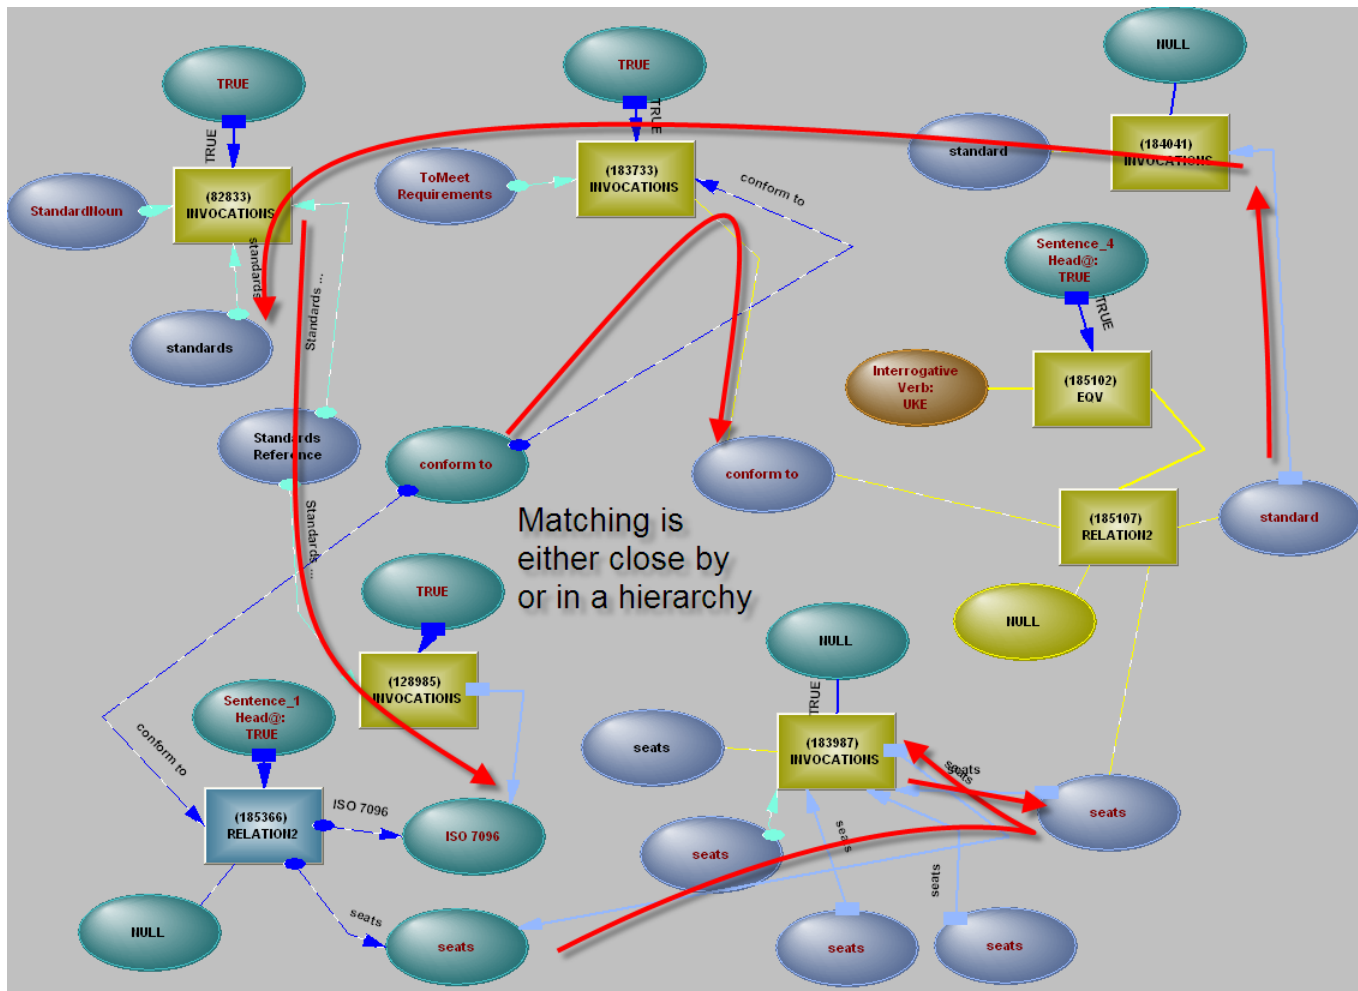 NULL
TRUE
TRUE
TRUE
TRUE
(184041)
INVOCATIONS
standard
(82833)
INVOCATIONS
(183733)
INVOCATIONS
ToMeet
Requirements
conform to
StandardNoun
standards
Standards ...
standards
Sentence_4
Head@:
TRUE
TRUE
Interrogative
Verb:
UKE
(185102)
EQV
Standards
Reference
conform to
conform to
standard
(185107)
RELATION2
Matching is
either close by
or in a hierarchy
Standards ...
TRUE
NULL
NULL
(128985)
INVOCATIONS
TRUE
Sentence_1
Head@:
TRUE
conform to
seats
(183987)
INVOCATIONS
seats
seats
seats
(185366)
RELATION2
ISO 7096
ISO 7096
seats
seats
seats
NULL
seats
seats
seats
seats